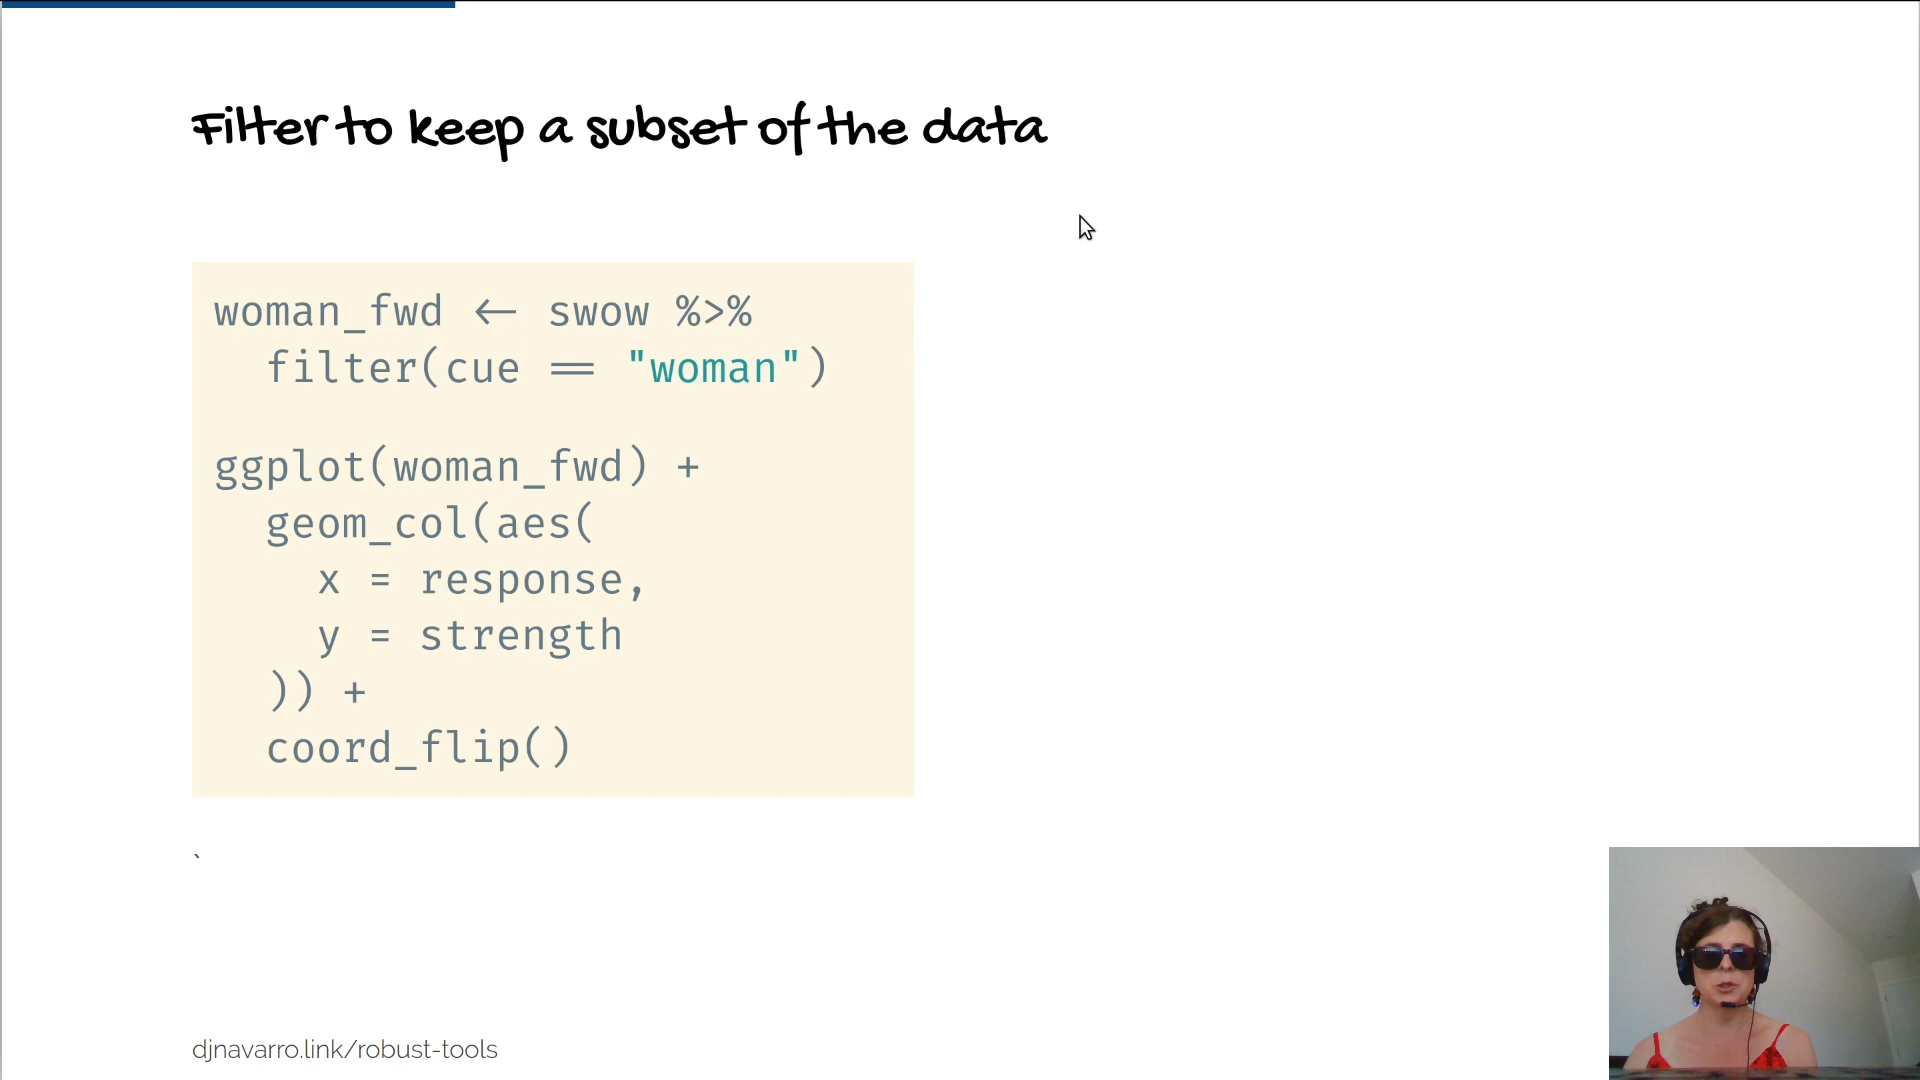 Filter to keep a subset of the data
woman_fwd ← swow %>%
  filter(cue == "woman")
ggplot(woman_fwd) +
  geom_col(aes(
    x = response,
    y = strength
  )) +
  coord_flip()
`
djnavarro.link/robust-tools